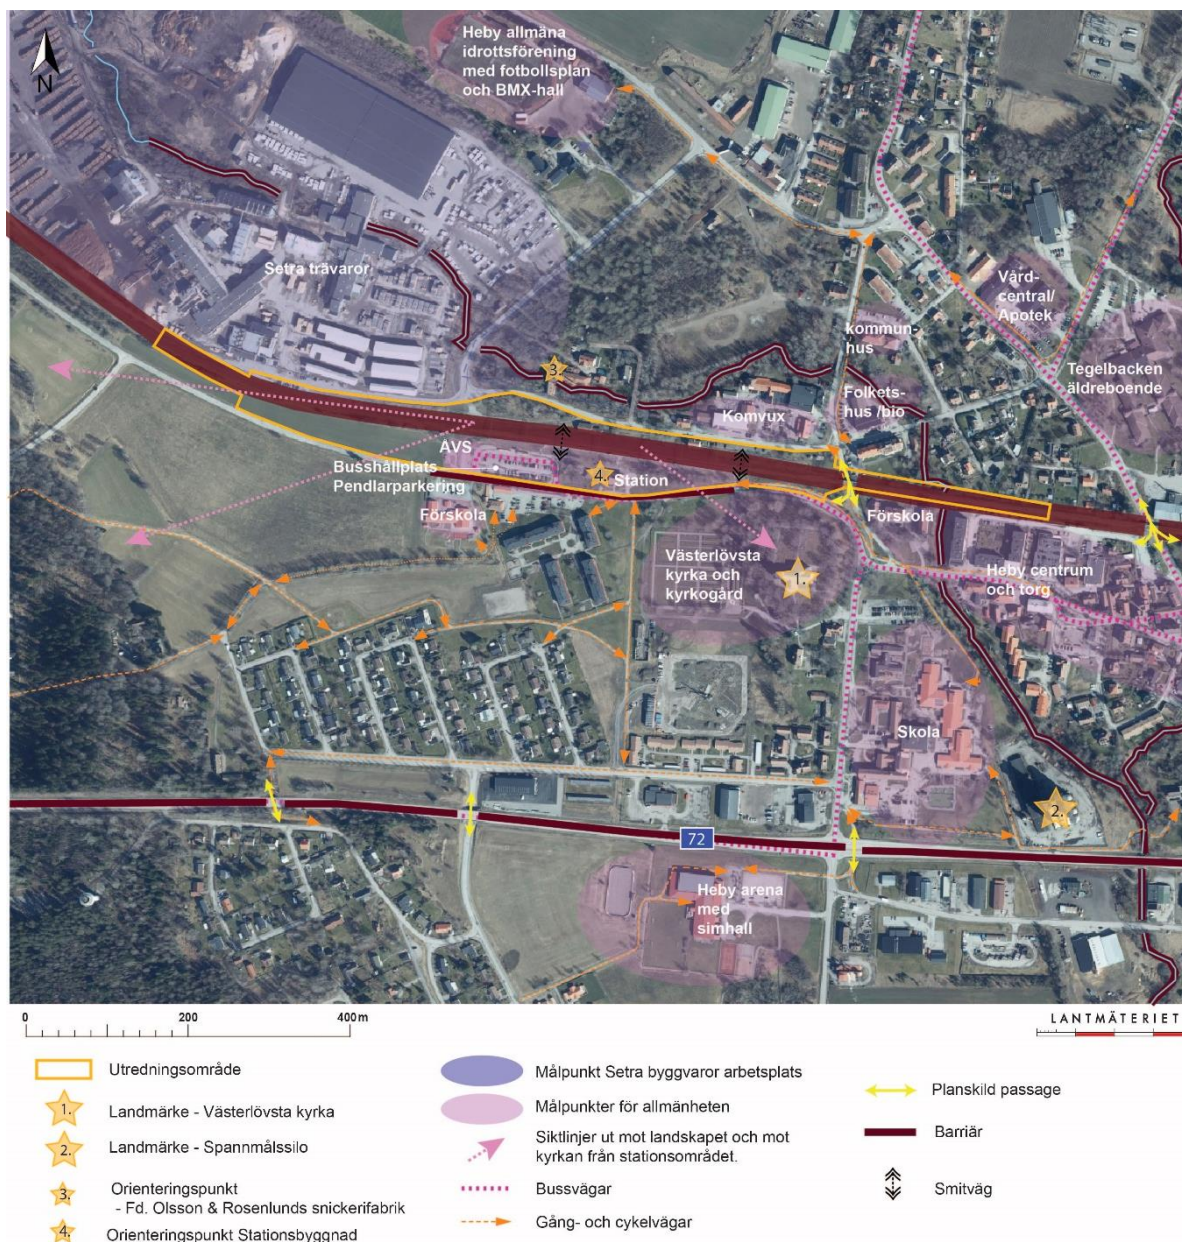 Heby allmäna
idrottsförening
med fotbollsplan
och BMX-hall
N
Setra trävaror
Vård-
central/
Apotek
kommun-
hus
Tegelbacken
äldreboende
3.
Folkets-
hus /bio
Komvux
ÅVS
Busshållplats
Pendlarparkering
4.
Station
Förskola
Förskola
Västerlövsta
kyrka och
kyrkogård
1.
Heby centrum
och torg
Skola
2.
72
Heby arena
med
simhall
0 200 400 m
LANTMÄTERIET
Utredningsområde
1. Landmärke - Västerlövsta kyrka
2. Landmärke - Spannmålssilo
3. Orienteringspunkt
- Fd. Olsson & Rosenlunds snickerifabrik
4. Orienteringspunkt Stationsbyggnad
Målpunkt Setra byggvaror arbetsplats
Målpunkter för allmänheten
Siktlinjer ut mot landskapet och mot
kyrkan från stationsområdet.
Bussvägar
Gång- och cykelvägar
Planskild passage
Barriär
Smitväg